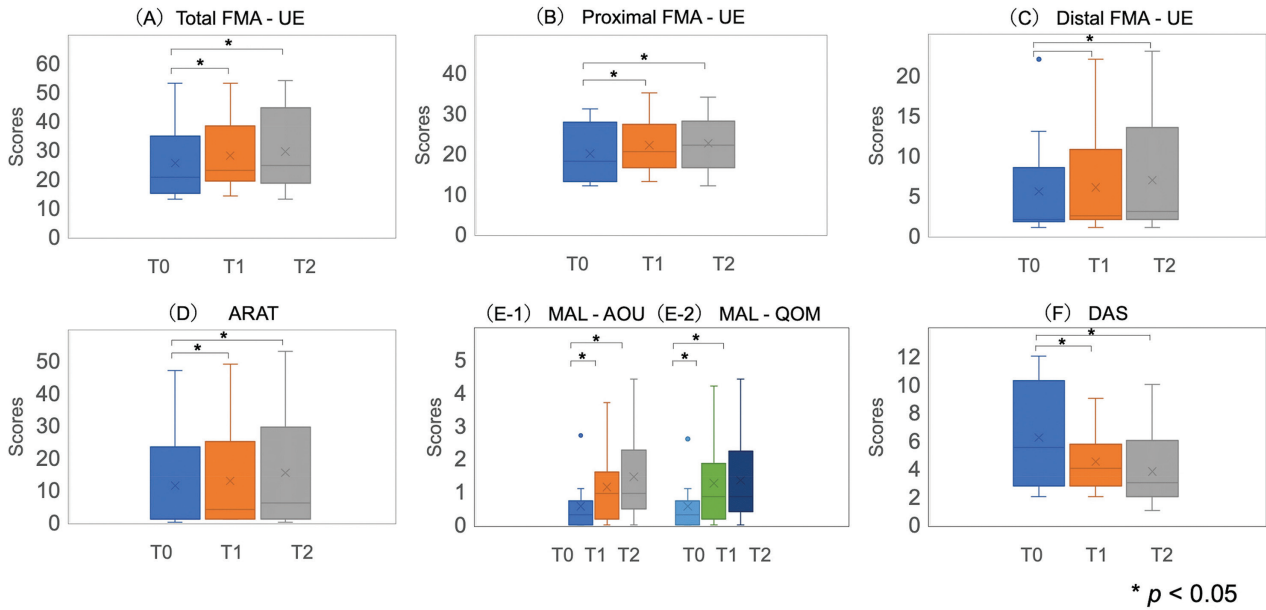 (A) Total FMA - UE
*
*
60
50
40
30
20
10
0
Scores
T0 T1 T2
(B) Proximal FMA - UE
*
*
40
30
20
10
0
Scores
T0 T1 T2
(C) Distal FMA - UE
*
20
15
10
5
0
Scores
T0 T1 T2
(D) ARAT
*
*
50
40
30
20
10
0
Scores
T0 T1 T2
(E-1) MAL - AOU (E-2) MAL - QOM
* *
* *
5
4
3
2
1
0
Scores
T0 T1 T2 T0 T1 T2
(F) DAS
*
*
12
10
8
6
4
2
0
Scores
T0 T1 T2
* p < 0.05